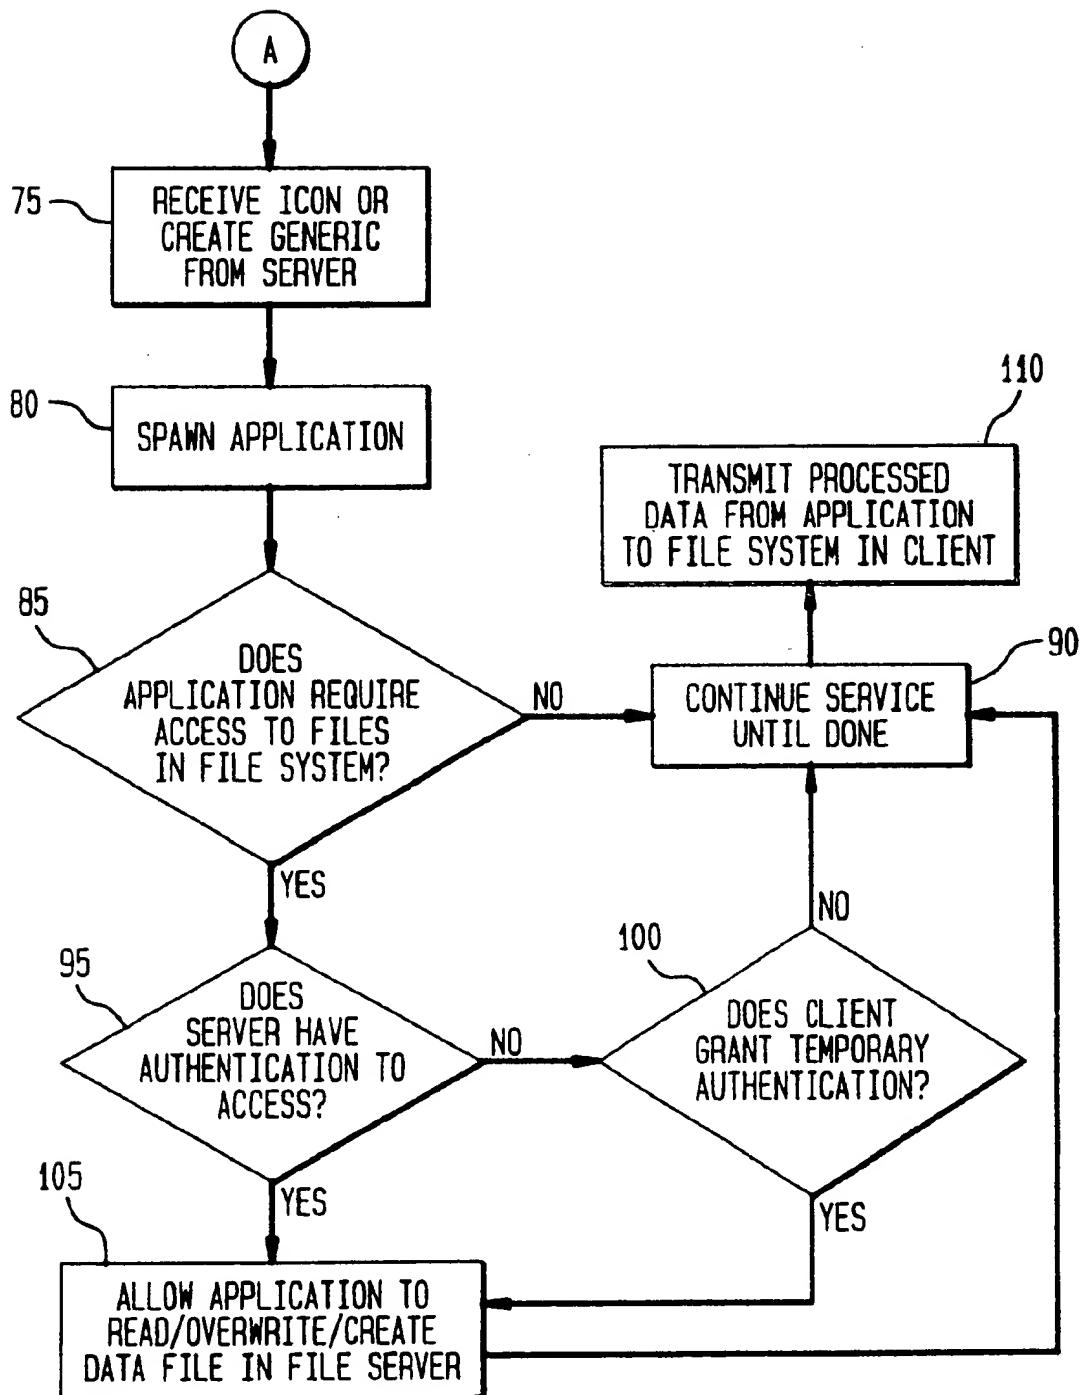 A
75
RECEIVE ICON OR
CREATE GENERIC
FROM SERVER
80
SPAWN APPLICATION
110
TRANSMIT PROCESSED
DATA FROM APPLICATION
TO FILE SYSTEM IN CLIENT
85
DOES
APPLICATION REQUIRE
ACCESS TO FILES
IN FILE SYSTEM?
NO
90
CONTINUE SERVICE
UNTIL DONE
YES
NO
95
DOES
SERVER HAVE
AUTHENTICATION TO
ACCESS?
NO
100
DOES CLIENT
GRANT TEMPORARY
AUTHENTICATION?
YES
YES
105
ALLOW APPLICATION TO
READ/OVERWRITE/CREATE
DATA FILE IN FILE SERVER